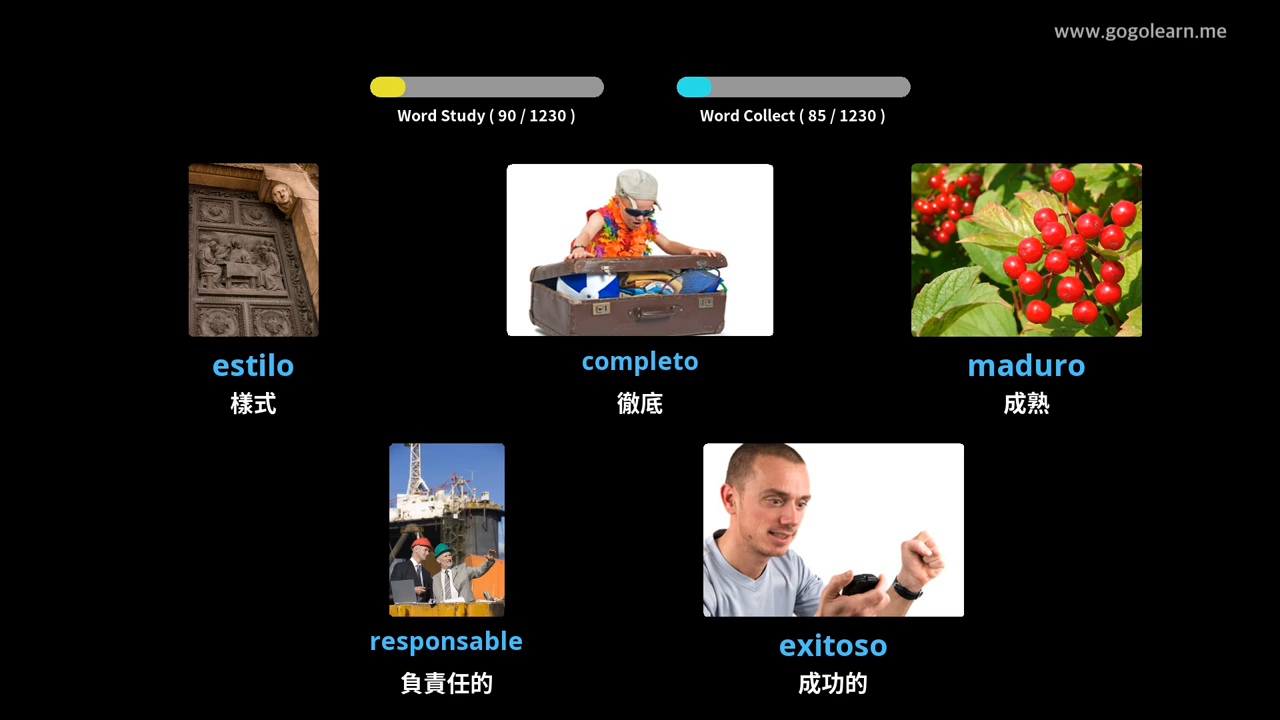 www.gogolearn.me
Word Study ( 90 / 1230 )
Word Collect ( 85 / 1230 )
estilo
樣式
completo
徹底
maduro
成熟
responsable
負責任的
exitoso
成功的